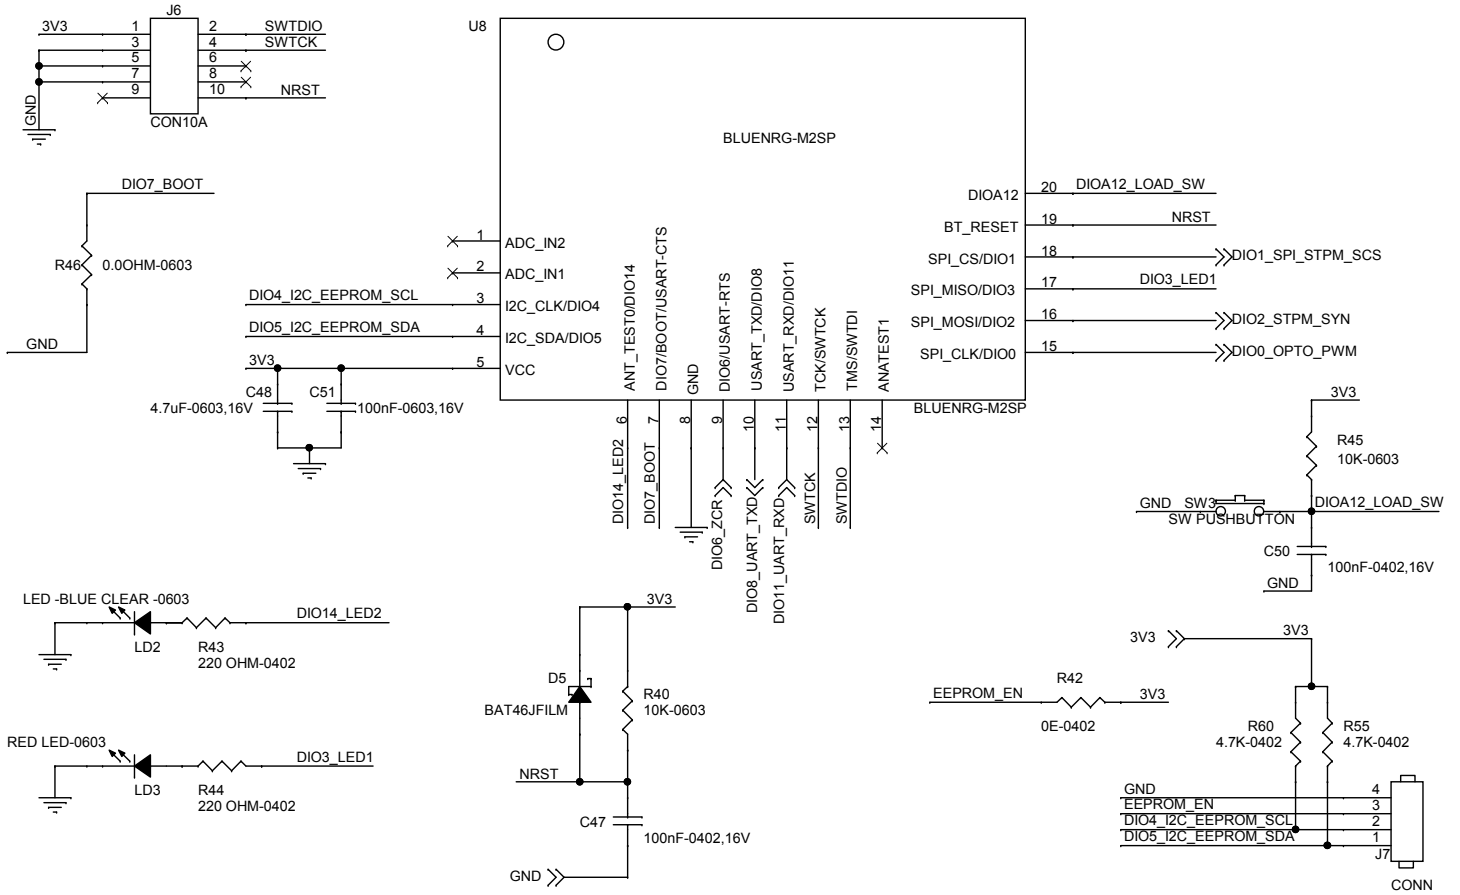 J6
3V3 1 2 SWTDIO
3 4 SWTCK
5 6
7 8
9 10 NRST
GND
CON10A
U8
BLUENRG-M2SP
DIO7_BOOT
R46 0.0OHM-0603
GND
1 ADC_IN2
2 ADC_IN1
DIO4_I2C_EEPROM_SCL 3 I2C_CLK/DIO4
DIO5_I2C_EEPROM_SDA 4 I2C_SDA/DIO5
3V3 5 VCC
C48
4.7uF-0603,16V
C51
100nF-0603,16V
ANT_TEST0/DIO14
DIO7/BOOT/USART-CTS
GND
DIO6/USART-RTS
USART_TXD/DIO8
USART_RXD/DIO11
TCK/SWTCK
TMS/SWTDI
ANATEST1
6 7 8 9 10 11 12 13 14
DIO14_LED2
DIO7_BOOT
DIO6_ZCR
DIO8_UART_TXD
DIO11_UART_RXD
SWTCK
SWTDIO
DIOA12 20 DIOA12_LOAD_SW
BT_RESET 19 NRST
SPI_CS/DIO1 18 DIO1_SPI_STPM_SCS
SPI_MISO/DIO3 17 DIO3_LED1
SPI_MOSI/DIO2 16 DIO2_STPM_SYN
SPI_CLK/DIO0 15 DIO0_OPTO_PWM
BLUENRG-M2SP
3V3
R45
10K-0603
GND SW3 DIOA12_LOAD_SW
SW PUSHBUTTON
C50
100nF-0402,16V
GND
LED -BLUE CLEAR -0603
DIO14_LED2
LD2
R43
220 OHM-0402
RED LED-0603
DIO3_LED1
LD3
R44
220 OHM-0402
3V3
D5
BAT46JFILM
R40
10K-0603
NRST
C47
100nF-0402,16V
GND
3V3 3V3
R42
EEPROM_EN 3V3
0E-0402
R60
4.7K-0402
R55
4.7K-0402
GND 4
EEPROM_EN 3
DIO4_I2C_EEPROM_SCL 2
DIO5_I2C_EEPROM_SDA 1
J7
CONN